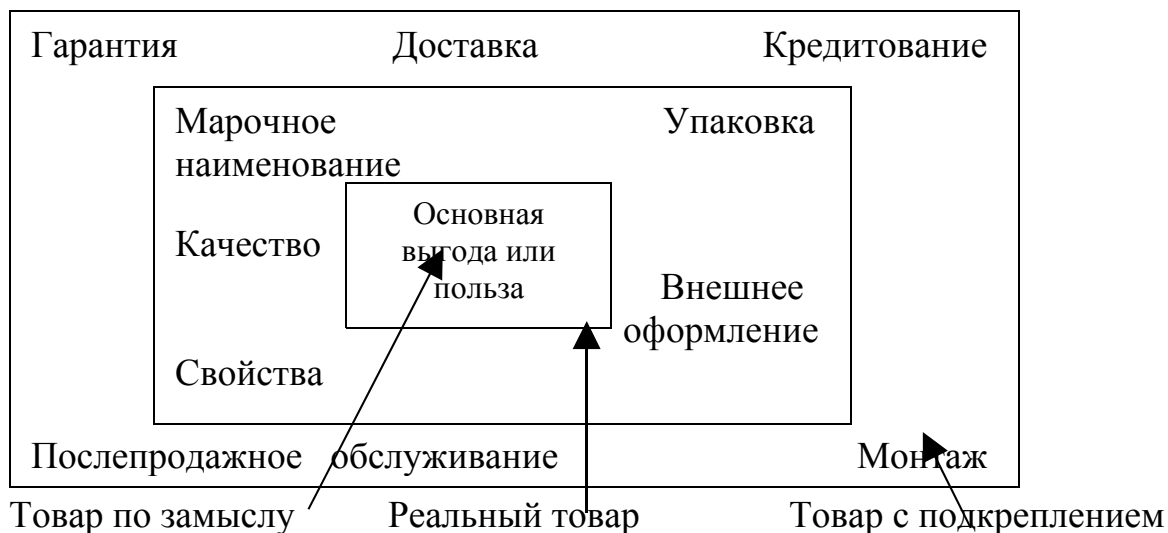 Гарантия Доставка Кредитование
Марочное наименование Упаковка
Основная
выгода или
польза
Качество
Внешнее
оформление
Свойства
Послепродажное обслуживание Монтаж
Товар по замыслу Реальный товар Товар с подкреплением